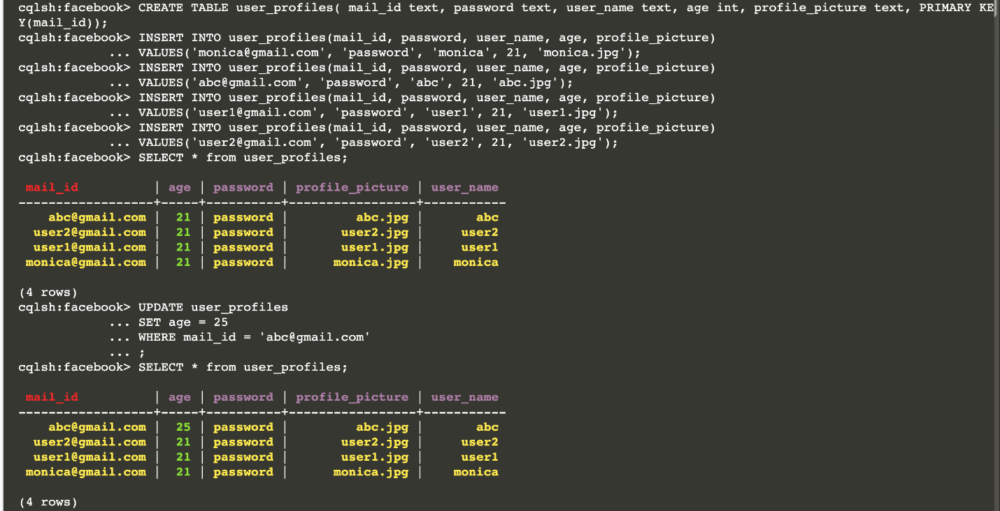 cqlsh:facebook> CREATE TABLE user_profiles( mail_id text, password text, user_name text, age int, profile_picture text, PRIMARY KE
Y(mail_id));
cqlsh:facebook> INSERT INTO user_profiles(mail_id, password, user_name, age, profile_picture)
            ... VALUES('monica@gmail.com', 'password', 'monica', 21, 'monica.jpg');
cqlsh:facebook> INSERT INTO user_profiles(mail_id, password, user_name, age, profile_picture)
            ... VALUES('abc@gmail.com', 'password', 'abc', 21, 'abc.jpg');
cqlsh:facebook> INSERT INTO user_profiles(mail_id, password, user_name, age, profile_picture)
            ... VALUES('user1@gmail.com', 'password', 'user1', 21, 'user1.jpg');
cqlsh:facebook> INSERT INTO user_profiles(mail_id, password, user_name, age, profile_picture)
            ... VALUES('user2@gmail.com', 'password', 'user2', 21, 'user2.jpg');
cqlsh:facebook> SELECT * from user_profiles;

 mail_id          | age | password | profile_picture | user_name
------------------+-----+----------+-----------------+-----------
    abc@gmail.com |  21 | password |         abc.jpg |       abc
  user2@gmail.com |  21 | password |       user2.jpg |     user2
  user1@gmail.com |  21 | password |       user1.jpg |     user1
 monica@gmail.com |  21 | password |      monica.jpg |    monica

(4 rows)
cqlsh:facebook> UPDATE user_profiles
            ... SET age = 25
            ... WHERE mail_id = 'abc@gmail.com'
            ... ;
cqlsh:facebook> SELECT * from user_profiles;

 mail_id          | age | password | profile_picture | user_name
------------------+-----+----------+-----------------+-----------
    abc@gmail.com |  25 | password |         abc.jpg |       abc
  user2@gmail.com |  21 | password |       user2.jpg |     user2
  user1@gmail.com |  21 | password |       user1.jpg |     user1
 monica@gmail.com |  21 | password |      monica.jpg |    monica

(4 rows)